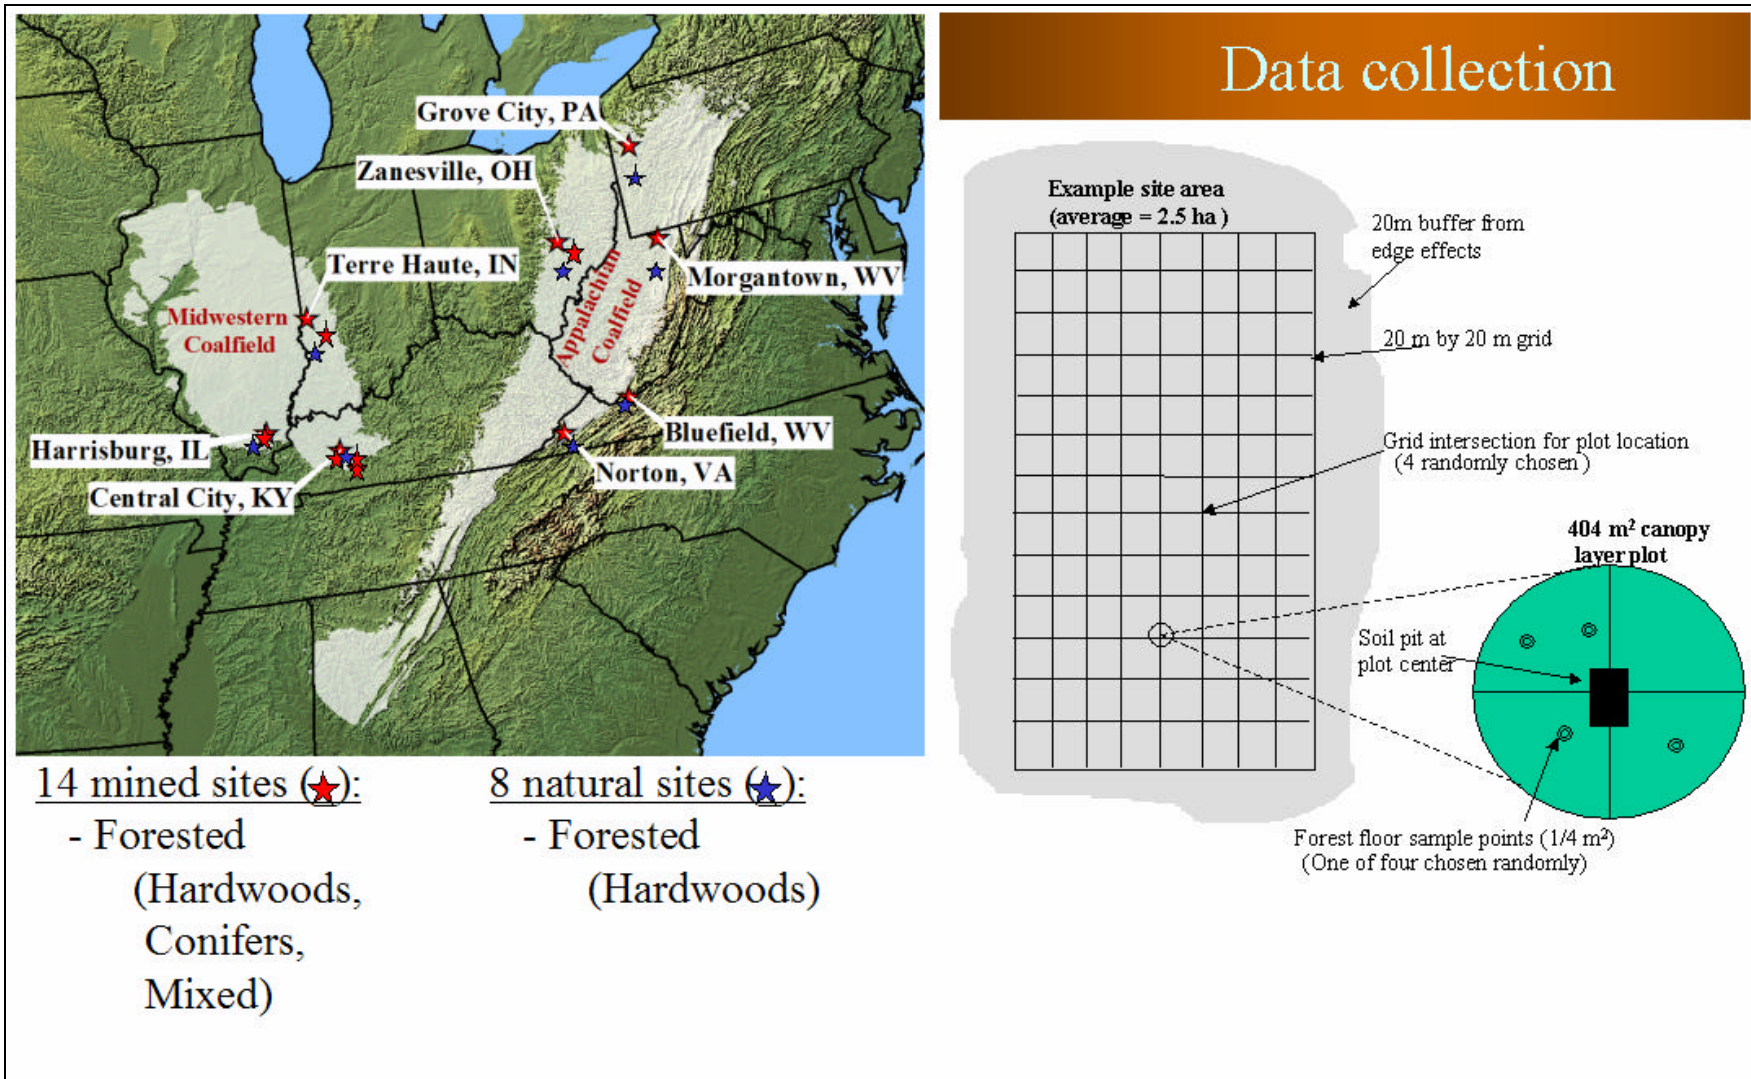 Grove City, PA
Zanesville, OH
Terre Haute, IN
Midwestern
Coalfield
Appalachian
Coalfield
Morgantown, WV
Harrisburg, IL
Central City, KY
Bluefield, WV
Norton, VA
14 mined sites (★):
- Forested
(Hardwoods,
Conifers,
Mixed)
8 natural sites (★):
- Forested
(Hardwoods)
Data collection
Example site area
(average = 2.5 ha )
20m buffer from
edge effects
20 m by 20 m grid
Grid intersection for plot location
(4 randomly chosen)
404 m² canopy
layer plot
Soil pit at
plot center
Forest floor sample points (1/4 m²)
(One of four chosen randomly)